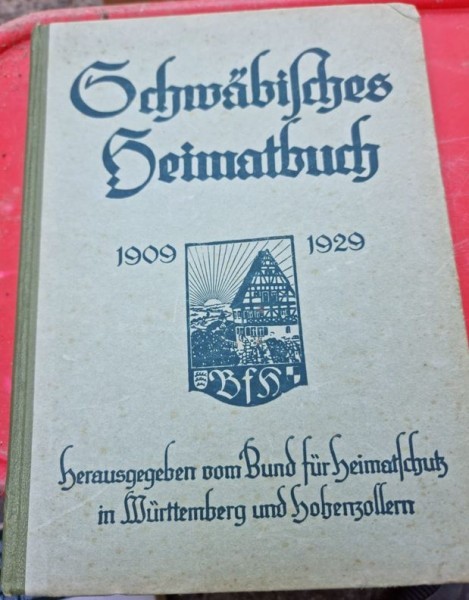 Schwäbiſches
Heimatbuch
1909 1929
BfH
Herausgegeben vom Bund für Heimatſchutz
in Württemberg und Hohenzollern